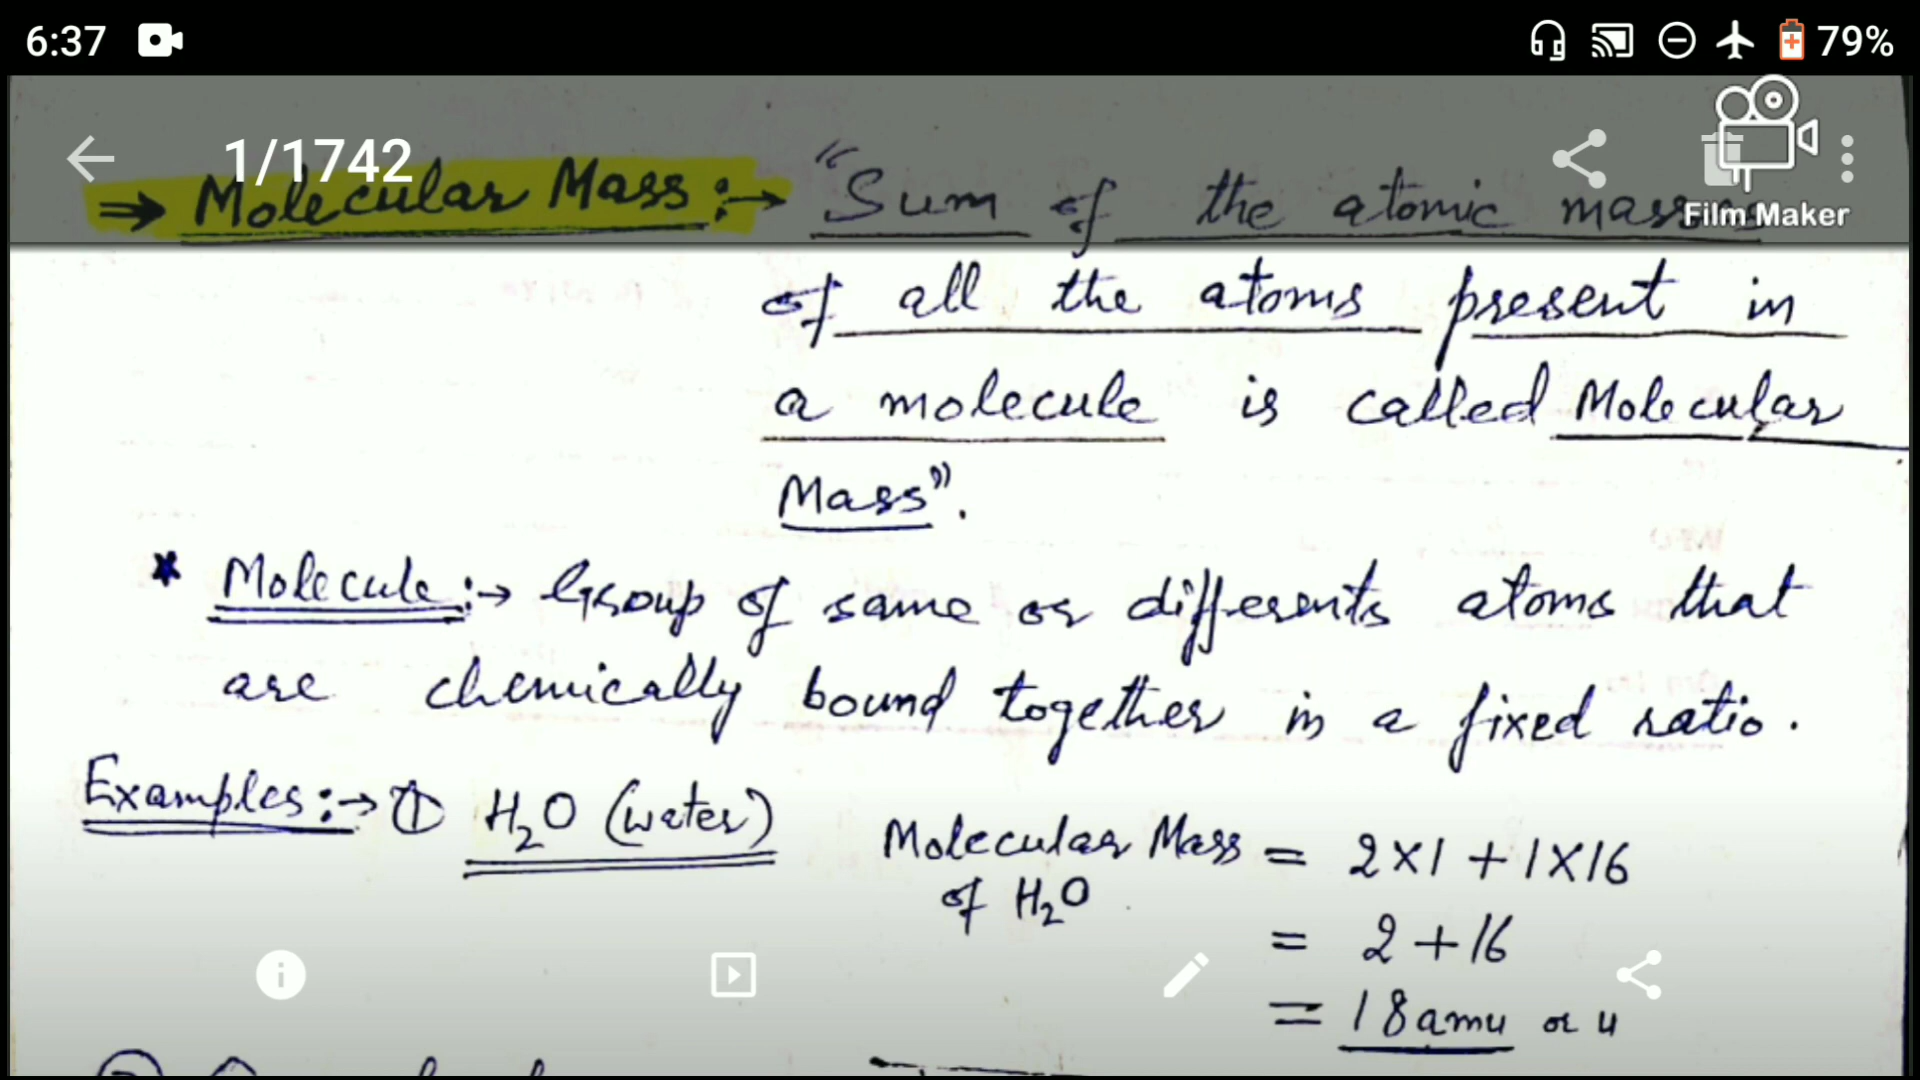 6:37 79%
1/1742
Film Maker
⇒ Molecular Mass :→ "Sum of the atomic masses
of all the atoms present in
a molecule is called Molecular
Mass".
* Molecule :→ Group of same or differents atoms that
are chemically bound together in a fixed ratio.
Examples :→ ① H₂O (water)
Molecular Mass = 2×1 + 1×16
of H₂O
= 2 + 16
= 18 amu or u